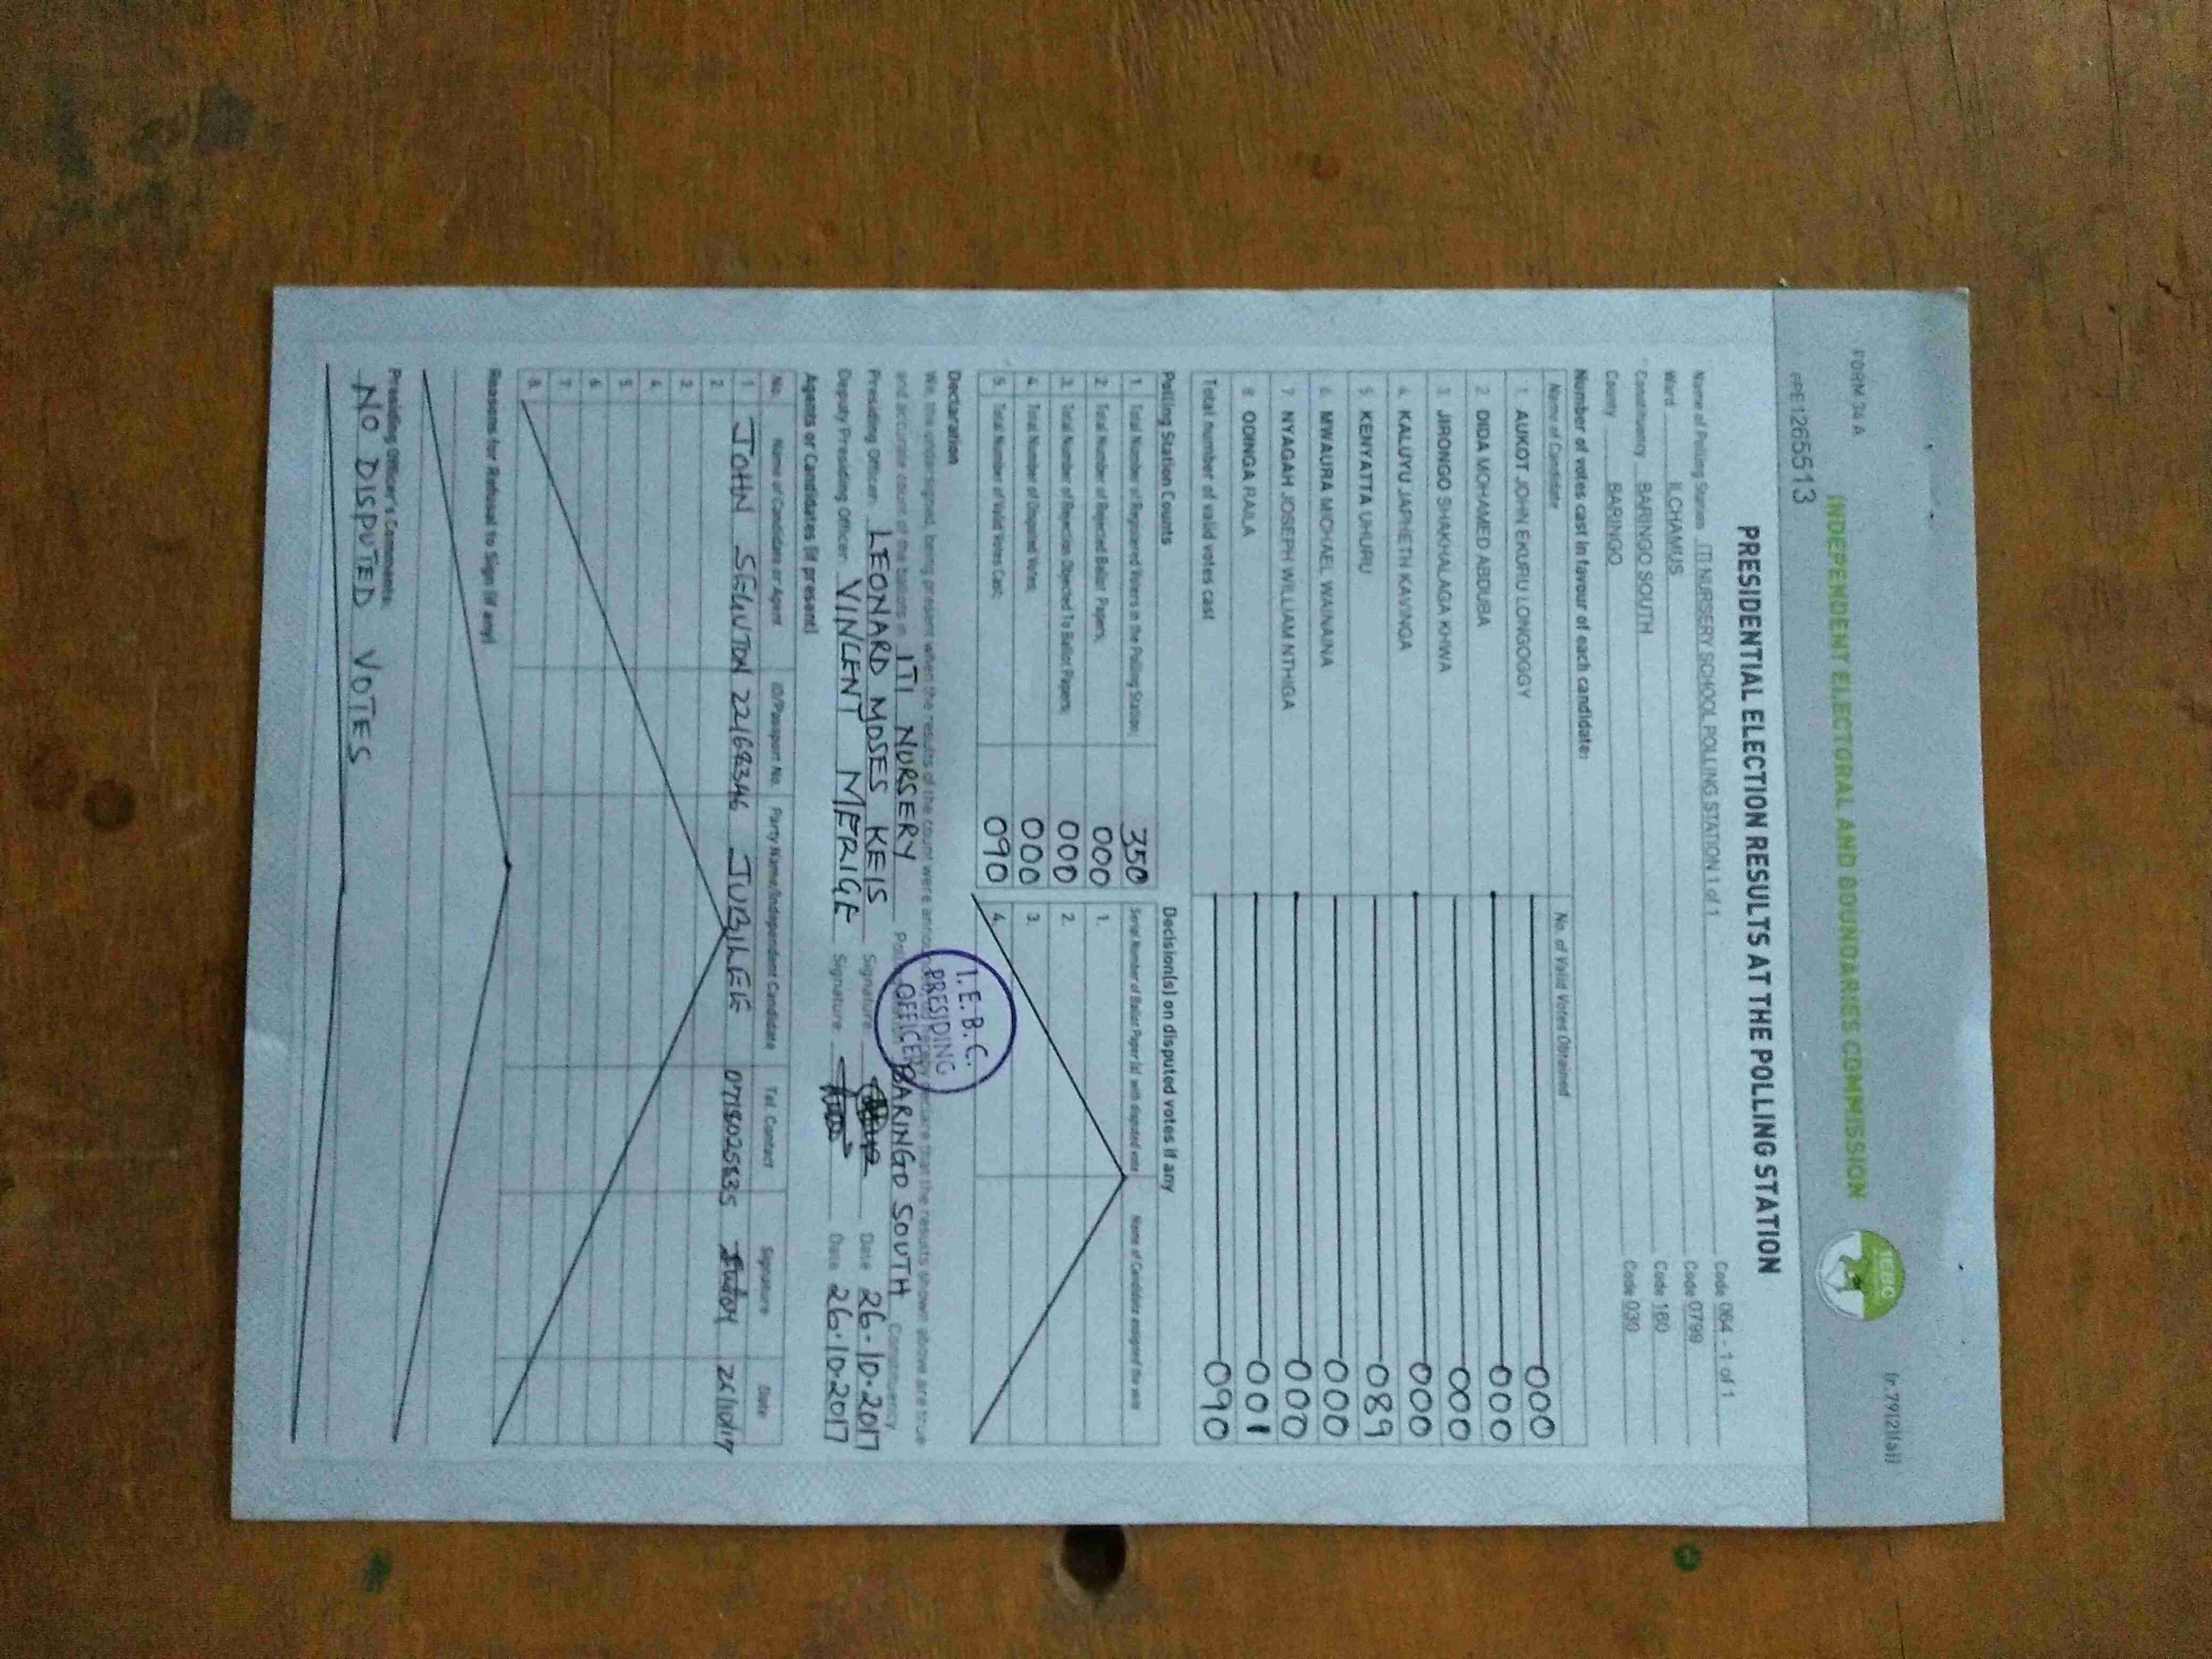 FORM 34 A
(r.79(2)(a))
INDEPENDENT ELECTORAL AND BOUNDARIES COMMISSION
IEBC
PRE1265513
PRESIDENTIAL ELECTION RESULTS AT THE POLLING STATION
Name of Polling Station ITI NURSERY SCHOOL POLLING STATION 1 of 1 Code 064 - 1 of 1
Ward ILCHAMUS Code 0799
Constituency BARINGO SOUTH Code 160
County BARINGO Code 030
Number of votes cast in favour of each candidate:
Name of Candidate No. of Valid Votes Obtained
1. AUKOT JOHN EKURU LONGOGGY 000
2 DIDA MOHAMED ABDUBA 000
3 JIRONGO SHAKHALAGA KHWA 000
4. KALUYU JAPHETH KAVINGA 000
5 KENYATTA UHURU 089
6 MWAURA MICHAEL WAINAINA 000
7 NYAGAH JOSEPH WILLIAM NTHIGA 000
8 ODINGA RAILA 001
Total number of valid votes cast 090
Polling Station Counts
1. Total Number of Registered Voters in the Polling Station; 350
2 Total Number of Rejected Ballot Papers; 000
3. Total Number of Rejection Objected To Ballot Papers; 000
4. Total Number of Disputed Votes; 000
5. Total Number of Valid Votes Cast; 090
Decision(s) on disputed votes if any
Serial Number of Ballot Paper (s) with disputed vote Name of Candidate assigned the vote
1.
2.
3.
4.
Declaration
We, the undersigned, being present when the results of the count were declare that the results shown above are true
and accurate count of the ballots in ITI NURSERY BARINGO SOUTH Constituency
I.E.B.C.
PRESIDING
OFFICER
Presiding Officer: LEONARD MOSES KEIS Signature Date 26.10.2017
Deputy Presiding Officer VINCENT MERIGE Signature Date 26.10.2017
Agents or Candidates (if present)
No. Name of Candidate or Agent ID/Passport No. Party Name/Independent Candidate Tel. Contact Signature Date
1 JOHN 22168346 JUBILEE 0718025835 26/10/17
2
3
4
5
6
7
8.
Reasons for Refusal to Sign (if any)
Presiding Officer's Comments:
NO DISPUTED VOTES